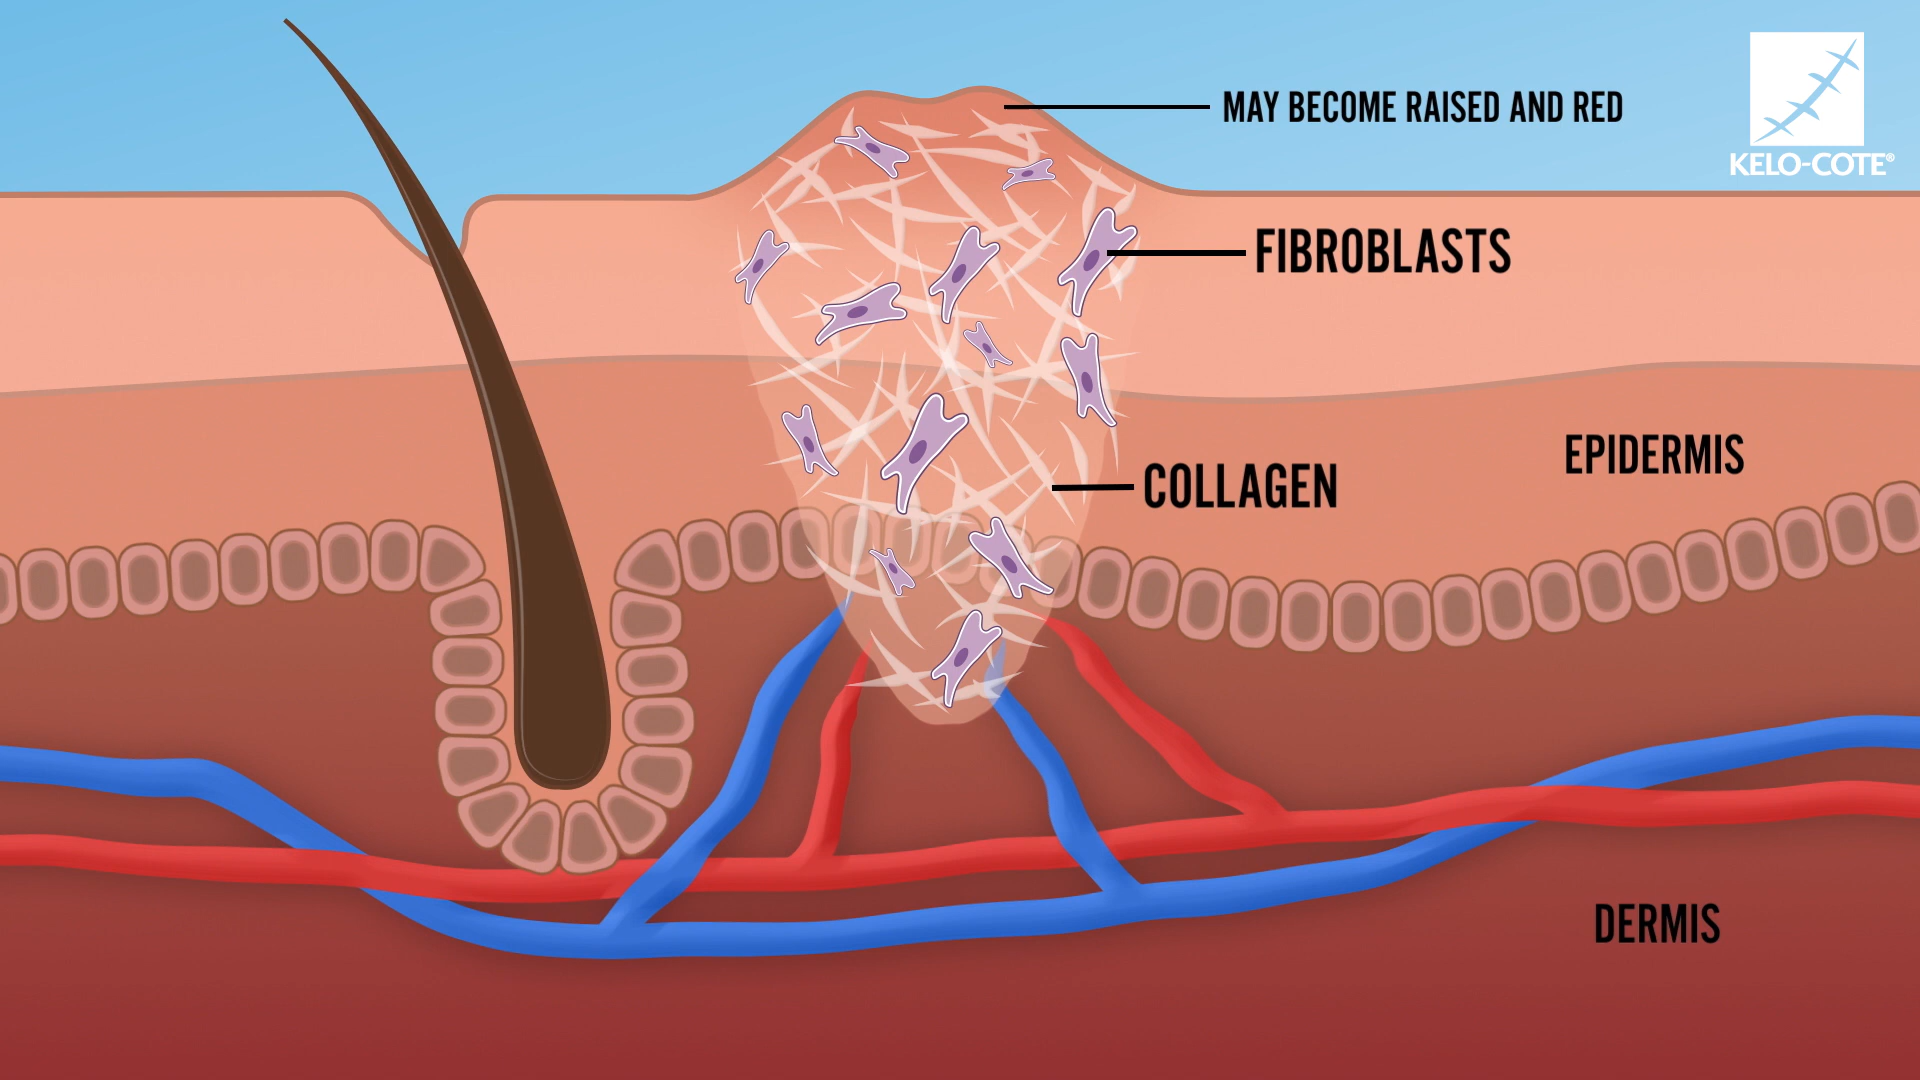 MAY BECOME RAISED AND RED
KELO-COTE®
FIBROBLASTS
EPIDERMIS
COLLAGEN
DERMIS